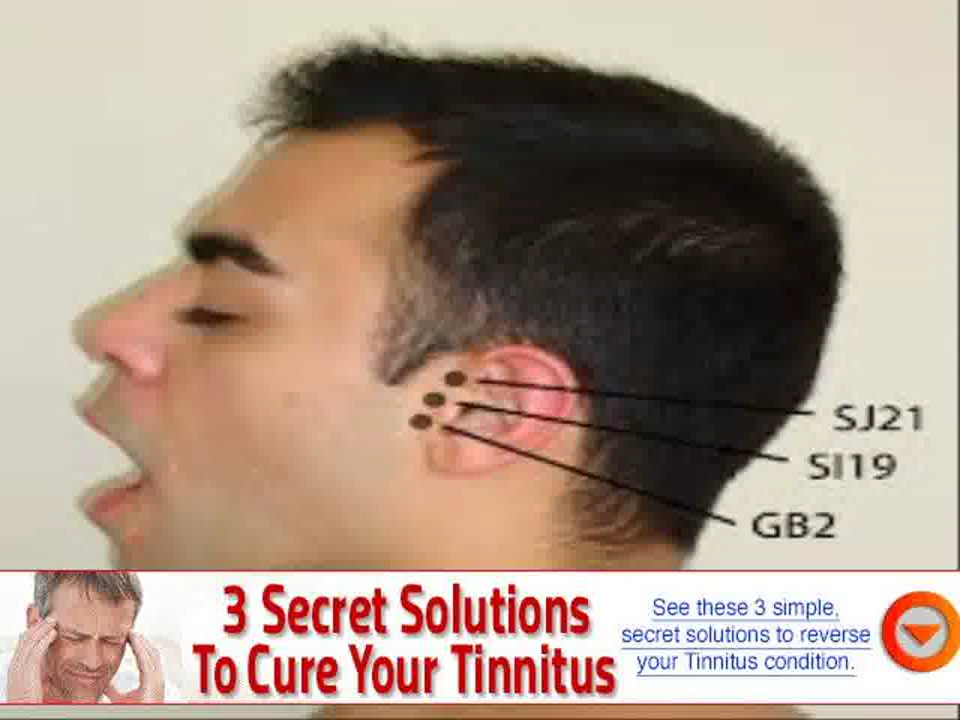 SJ21
SI19
GB2
3 Secret Solutions
To Cure Your Tinnitus
See these 3 simple,
secret solutions to reverse
your Tinnitus condition.